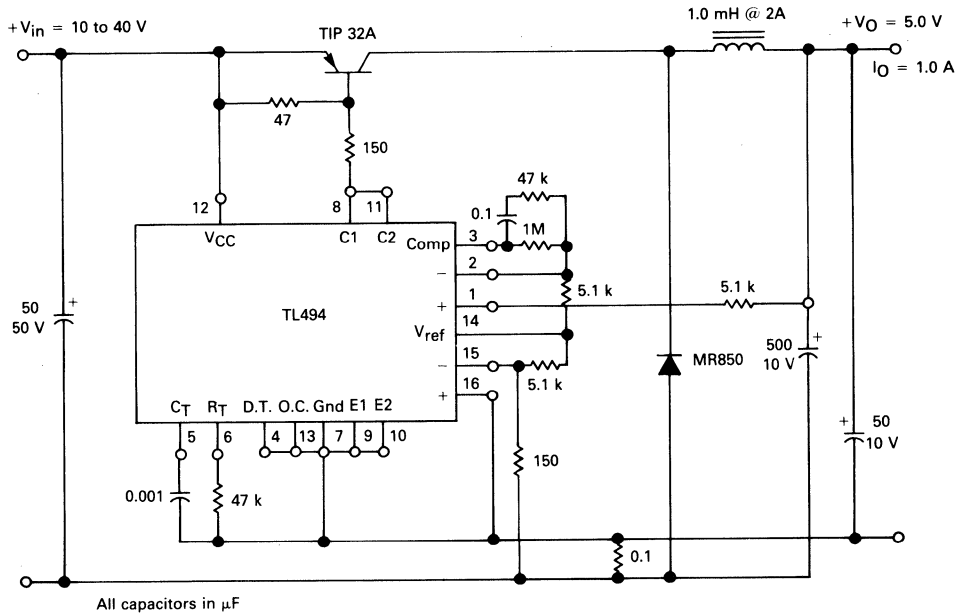 +Vin = 10 to 40 V
TIP 32A
1.0 mH @ 2A
+VO = 5.0 V
IO = 1.0 A
47
150
47 k
0.1
1M
12
8
11
VCC
C1
C2
Comp
3
−
2
+
1
Vref
14
−
15
+
16
5.1 k
5.1 k
5.1 k
TL494
50
50 V
+
MR850
500
10 V
+
50
10 V
+
CT
RT
D.T.
O.C.
Gnd
E1
E2
5
6
4
13
7
9
10
0.001
47 k
150
0.1
All capacitors in μF